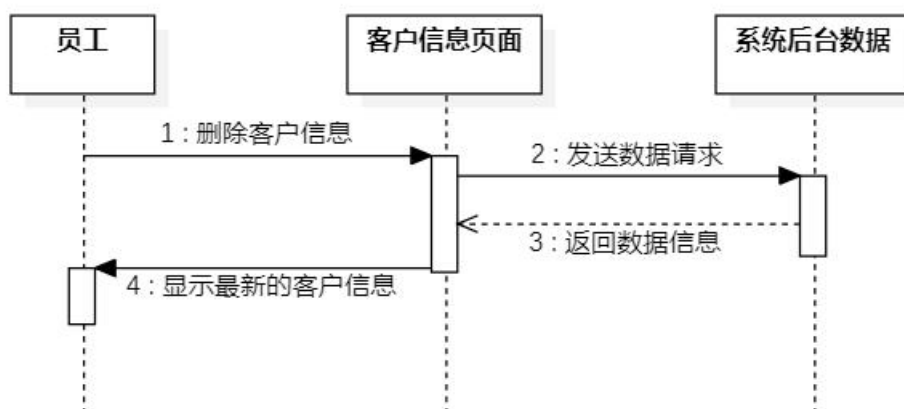 员工
客户信息页面
系统后台数据
1 : 删除客户信息
2 : 发送数据请求
3 : 返回数据信息
4 : 显示最新的客户信息